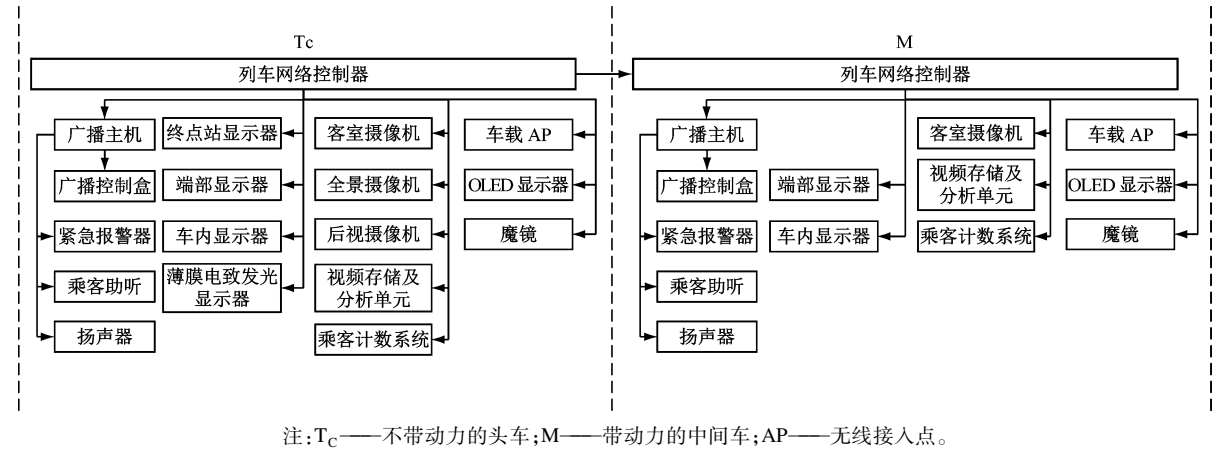 Tc
列车网络控制器
广播主机
终点站显示器
客室摄像机
车载 AP
广播控制盒
端部显示器
全景摄像机
OLED 显示器
紧急报警器
车内显示器
后视摄像机
魔镜
乘客助听
薄膜电致发光
显示器
视频存储及
分析单元
扬声器
乘客计数系统
M
列车网络控制器
广播主机
客室摄像机
车载 AP
广播控制盒
端部显示器
视频存储及
分析单元
OLED 显示器
紧急报警器
车内显示器
乘客计数系统
魔镜
乘客助听
扬声器
注:TC——不带动力的头车;M——带动力的中间车;AP——无线接入点。